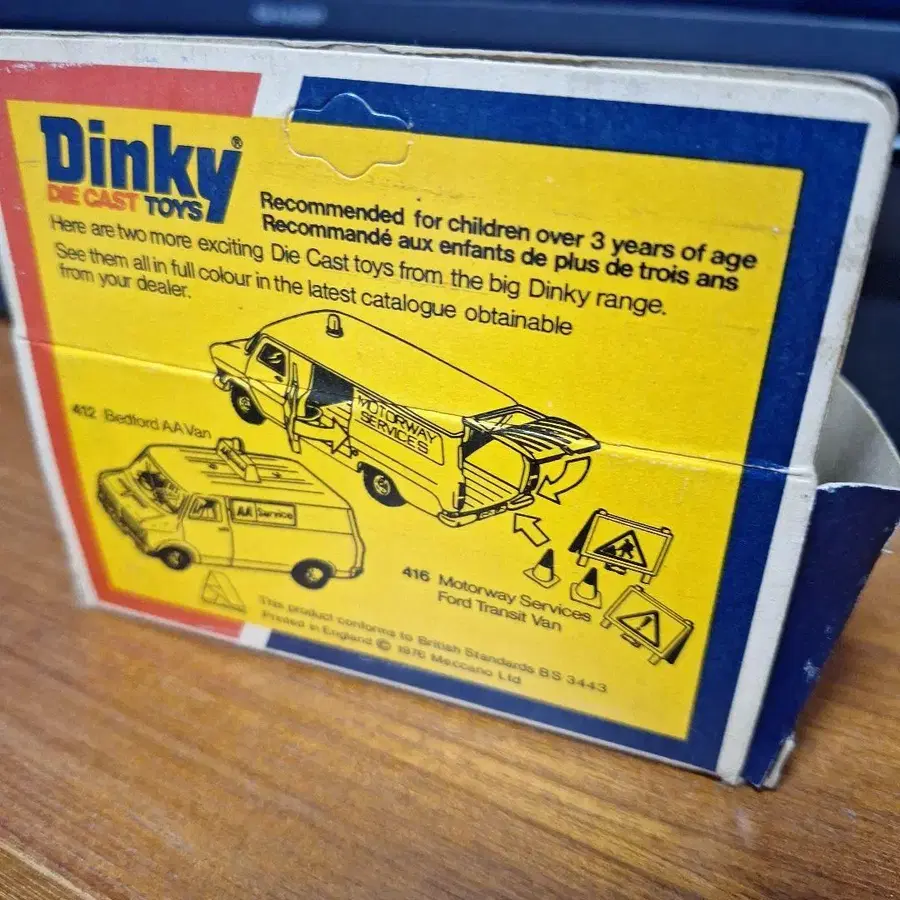 Dinky®
DIE CAST TOYS
Recommended for children over 3 years of age
Recommandé aux enfants de plus de trois ans
Here are two more exciting Die Cast toys from the big Dinky range.
See them all in full colour in the latest catalogue obtainable
from your dealer.
MOTORWAY
SERVICES
412 Bedford AA Van
AA Service
416 Motorway Services
Ford Transit Van
This product conforms to British Standards BS 3443
Printed in England © 1976 Meccano Ltd